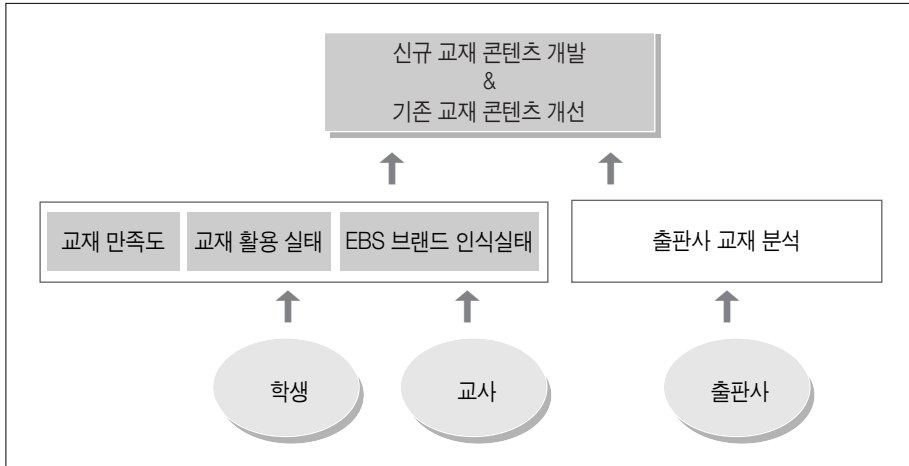 신규 교재 콘텐츠 개발
&
기존 교재 콘텐츠 개선
교재 만족도
교재 활용 실태
EBS 브랜드 인식실태
출판사 교재 분석
학생
교사
출판사